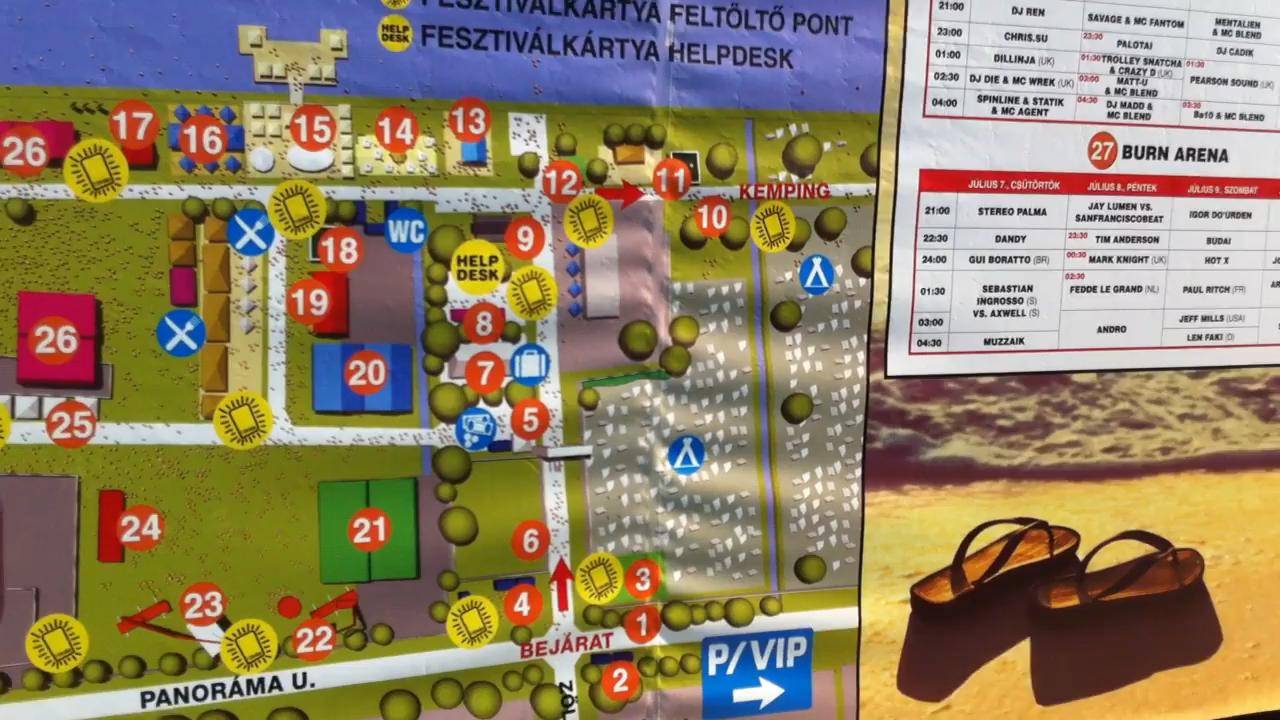 FESZTIVÁLKÁRTYA FELTÖLTŐ PONT
HELP DESK FESZTIVÁLKÁRTYA HELPDESK
26
17
16
15
14
13
12
11
KEMPING
10
WC
9
18
HELP
DESK
19
8
26
20
7
25
5
24
21
6
3
23
4
22
1
BEJÁRAT
2
P/VIP
PANORÁMA U.
21:00 DJ REN SAVAGE & MC FANTOM MENTALIEN & MC BLEND
23:00 CHRIS.SU 23:30 PALOTAI DJ CADIK
01:00 DILLINJA (UK) 01:30 TROLLEY SNATCHA & CRAZY D (UK) 01:30 PEARSON SOUND (UK)
02:30 DJ DIE & MC WREK (UK) 03:00 MATT-U & MC BLEND
04:00 SPINLINE & STATIK & MC AGENT 04:30 DJ MADD & MC BLEND 03:30 Ba10 & MC BLEND
27 BURN ARENA
JÚLIUS 7., CSÜTÖRTÖK JÚLIUS 8., PÉNTEK JÚLIUS 9., SZOMBAT
21:00 STEREO PALMA JAY LUMEN VS. SANFRANCISCOBEAT IGOR DO'URDEN
22:30 DANDY 22:30 TIM ANDERSON BUDAI
24:00 GUI BORATTO (BR) 00:30 MARK KNIGHT (UK) HOT X
01:30 SEBASTIAN INGROSSO (S) VS. AXWELL (S) 02:30 FEDDE LE GRAND (NL) PAUL RITCH (FR)
03:00 ANDRO JEFF MILLS (USA)
04:30 MUZZAIK LEN FAKI (D)